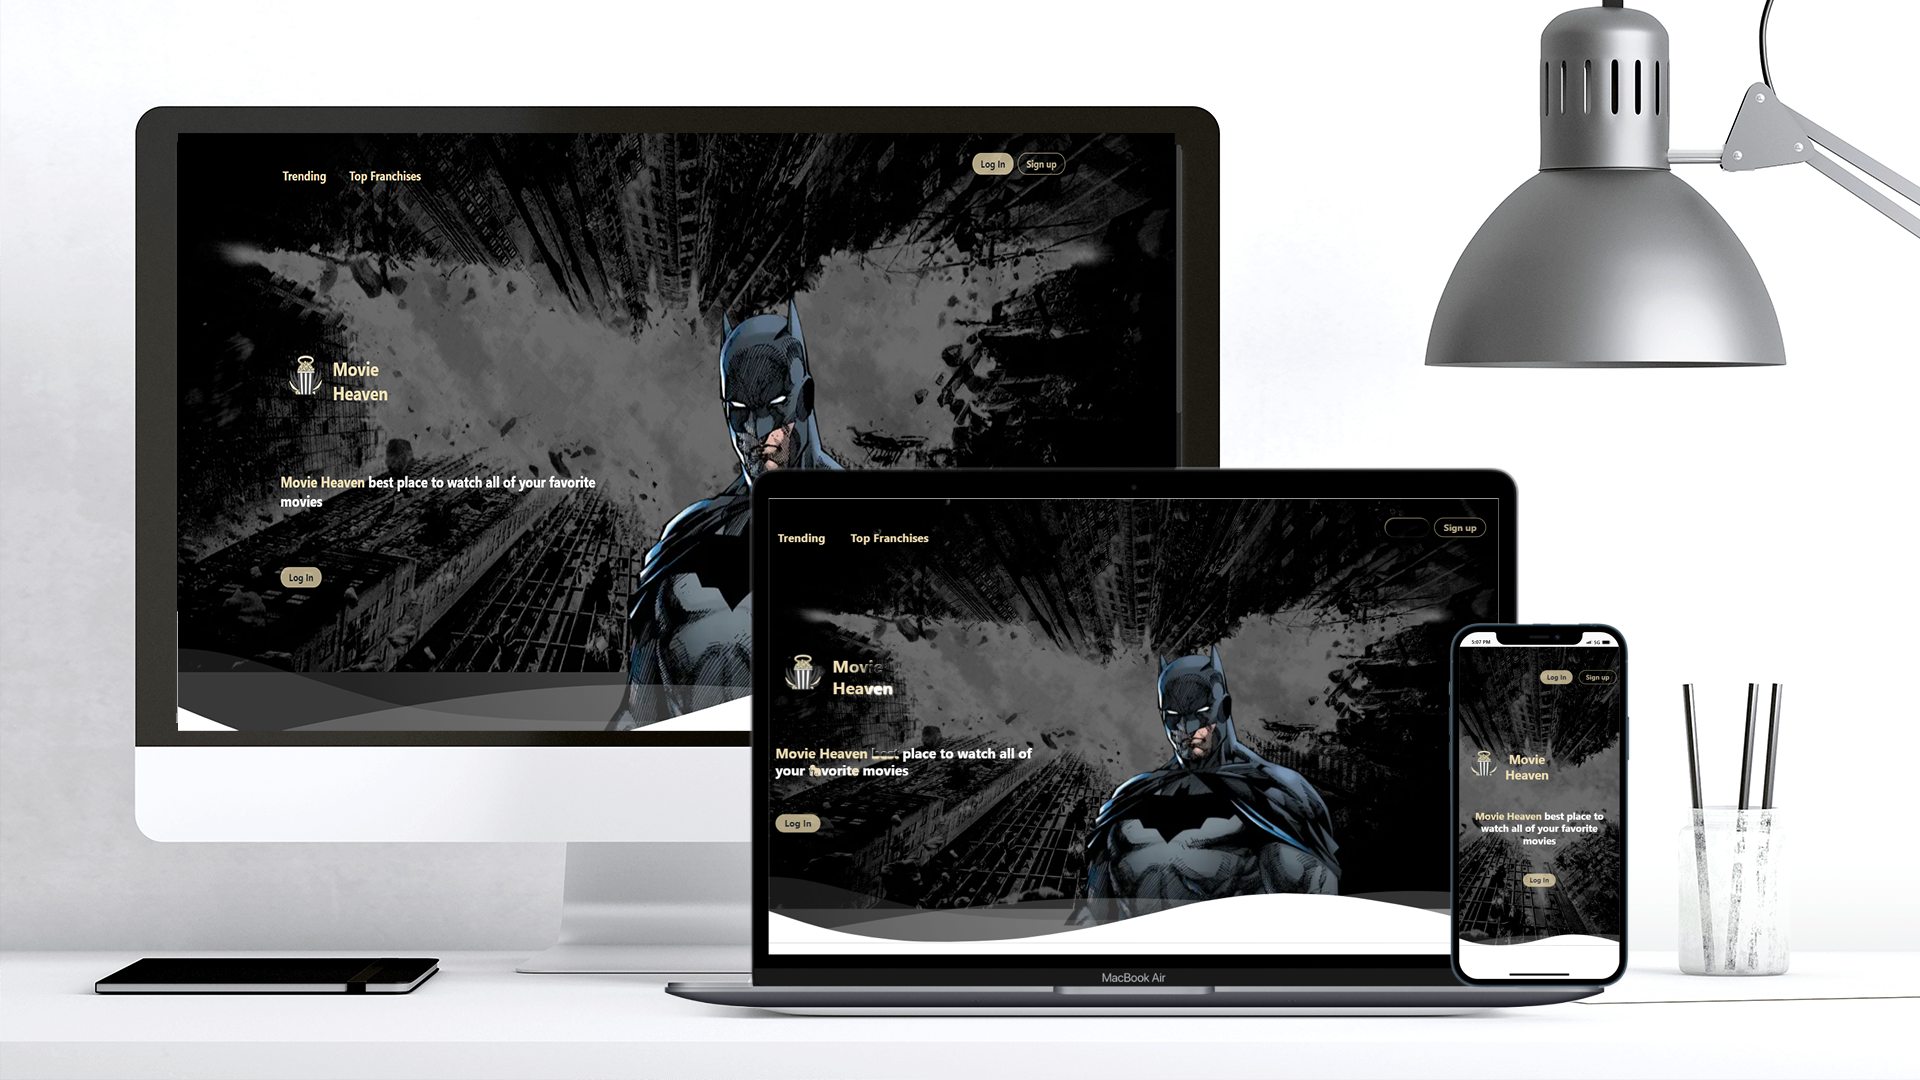 Trending Top Franchises
Log In Sign up
Movie
Heaven
Movie Heaven best place to watch all of your favorite
movies
Log In
Trending Top Franchises
Sign up
Movie
Heaven
Movie Heaven best place to watch all of
your favorite movies
Log In
MacBook Air
5:07 PM
5G
Log In Sign up
Movie
Heaven
Movie Heaven best place to
watch all of your favorite
movies
Log In